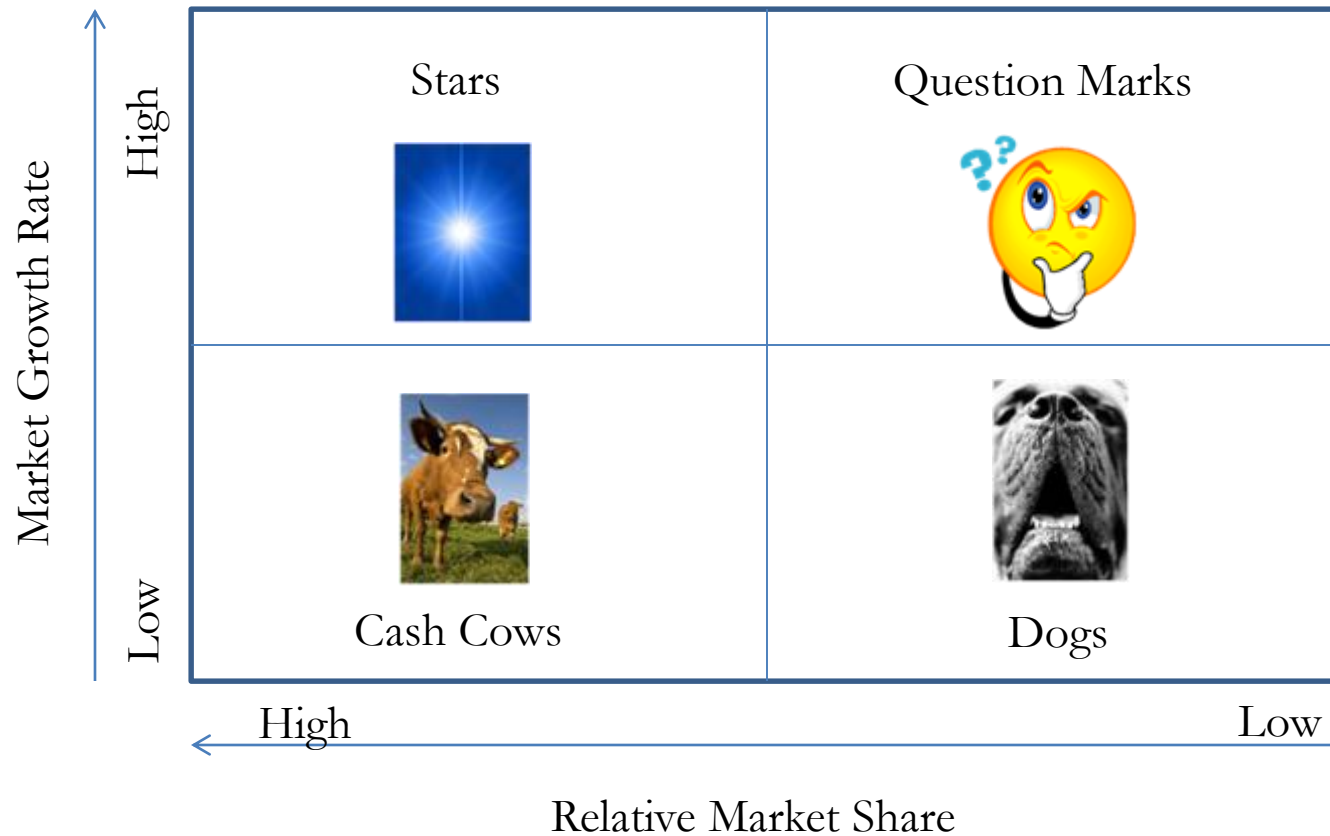 Stars
Question Marks
High
Market Growth Rate
??
Low
Cash Cows
Dogs
High
Low
Relative Market Share